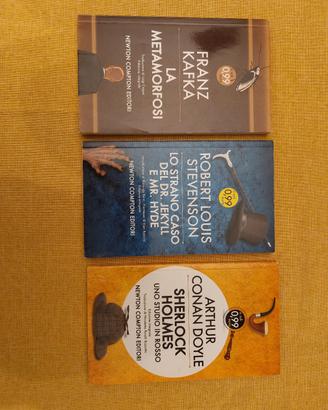 FRANZ
KAFKA
LA
METAMORFOSI
NEWTON COMPTON EDITORI
0,99
ROBERT LOUIS
STEVENSON
LO STRANO CASO
DEL DR. JEKYLL
E MR. HYDE
NEWTON COMPTON EDITORI
0,99
ARTHUR
CONAN DOYLE
SHERLOCK
HOLMES
UNO STUDIO IN ROSSO
NEWTON COMPTON EDITORI
0,99